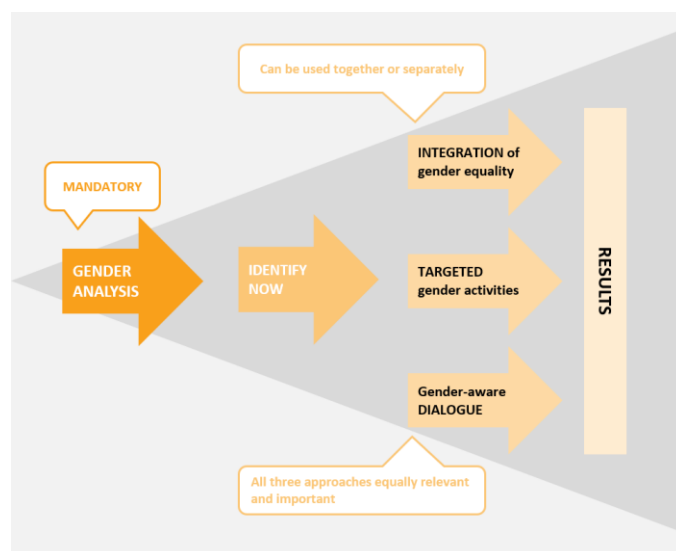 Can be used together or separately
MANDATORY
GENDER
ANALYSIS
IDENTIFY
NOW
INTEGRATION of
gender equality
TARGETED
gender activities
Gender-aware
DIALOGUE
RESULTS
All three approaches equally relevant
and important